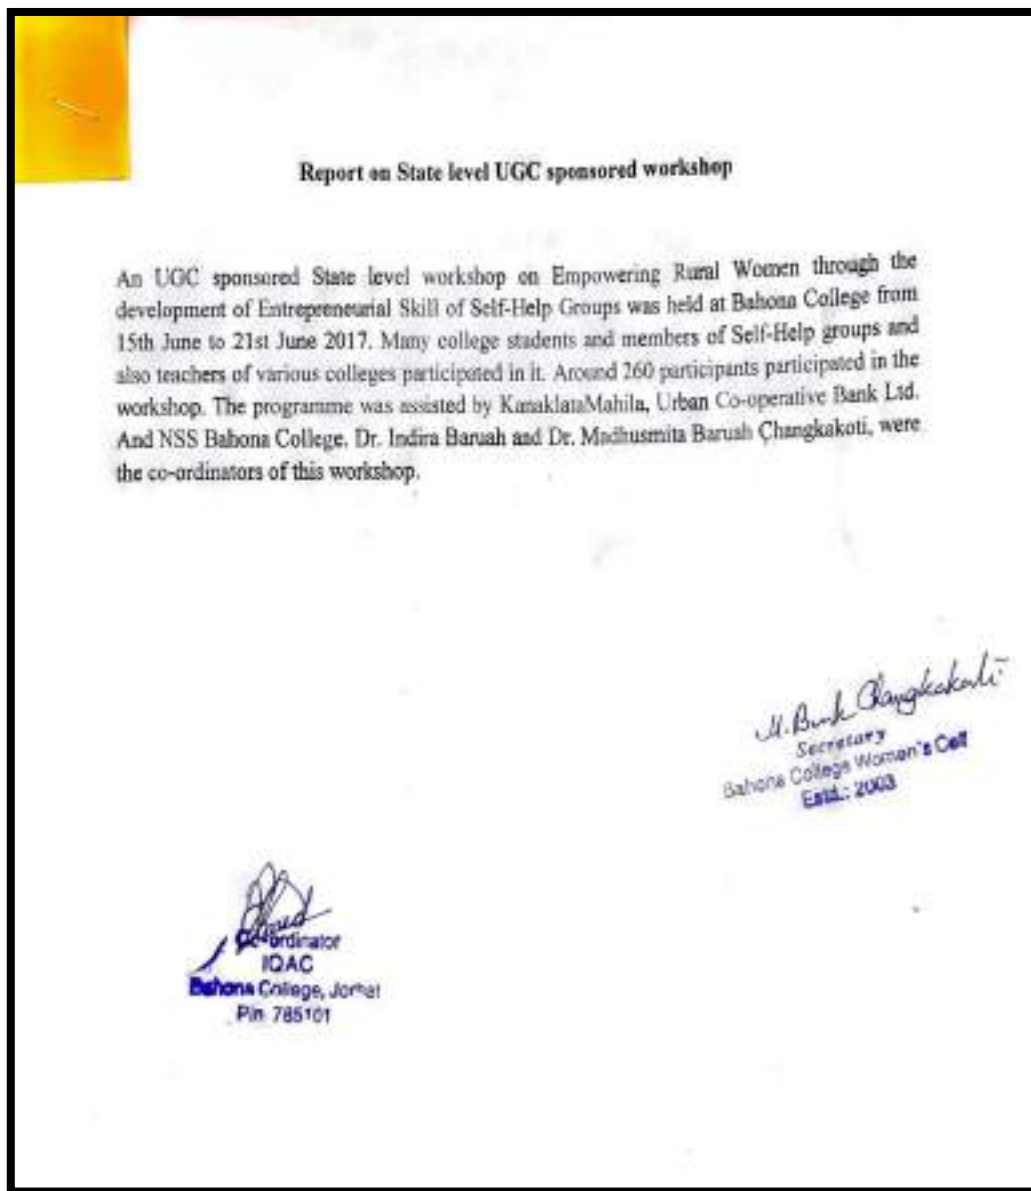 Report on State level UGC sponsored workshop
An UGC sponsored State level workshop on Empowering Rural Women through the
development of Entrepreneurial Skill of Self-Help Groups was held at Bahona College from
15th June to 21st June 2017. Many college students and members of Self-Help groups and
also teachers of various colleges participated in it. Around 260 participants participated in the
workshop. The programme was assisted by KanaklataMahila, Urban Co-operative Bank Ltd.
And NSS Bahona College. Dr. Indira Baruah and Dr. Madhusmita Baruah Changkakoti, were
the co-ordinators of this workshop.
Changkakoti
Secretary
Bahona College Women's Cell
Estd.: 2003
Co-ordinator
IQAC
Bahona College, Jorhat
Pin 785101